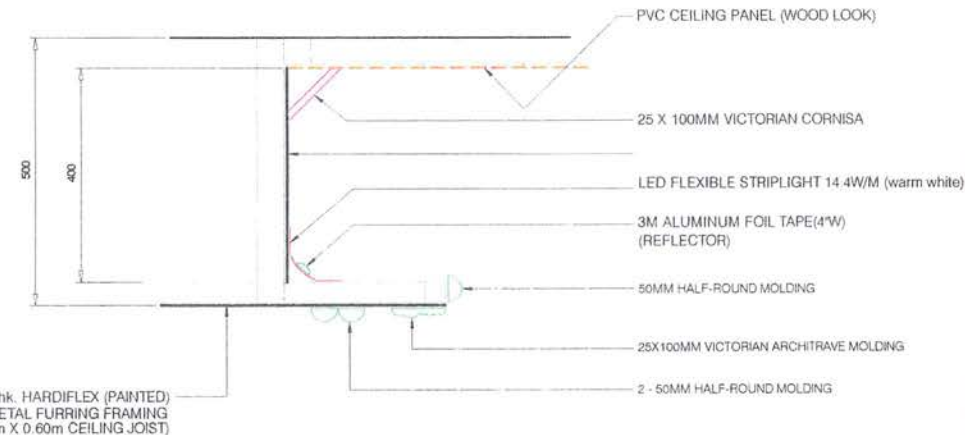 PVC CEILING PANEL (WOOD LOOK)
25 X 100MM VICTORIAN CORNISA
500
400
LED FLEXIBLE STRIPLIGHT 14.4W/M (warm white)
3M ALUMINUM FOIL TAPE(4"W)
(REFLECTOR)
50MM HALF-ROUND MOLDING
25X100MM VICTORIAN ARCHITRAVE MOLDING
2 - 50MM HALF-ROUND MOLDING
hk. HARDIFLEX (PAINTED)
ETAL FURRING FRAMING
X 0.60m CEILING JOIST)